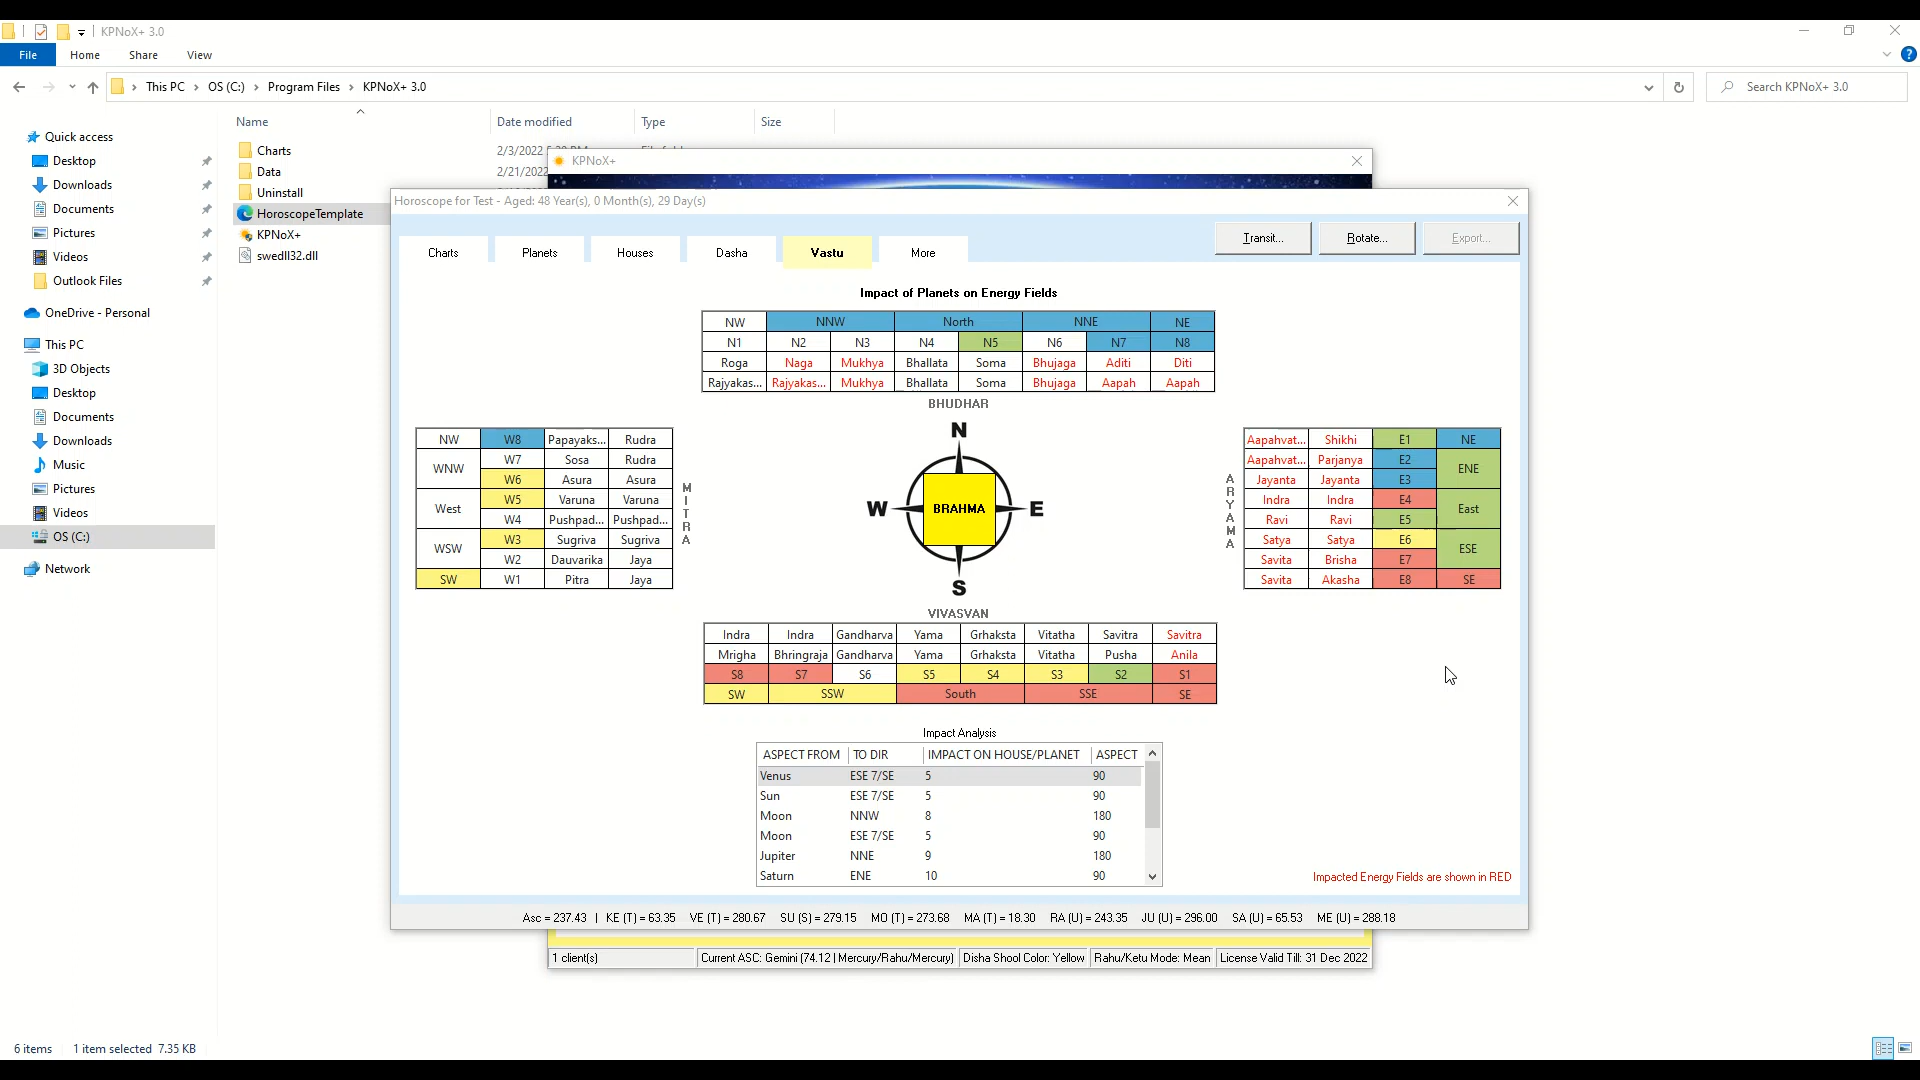 KPNoX+ 3.0
File Home Share View
This PC OS (C:) Program Files KPNoX+ 3.0
Search KPNoX+ 3.0
Name Date modified Type Size
Quick access
Desktop
Downloads
Documents
Pictures
Videos
Outlook Files
OneDrive - Personal
This PC
3D Objects
Desktop
Documents
Downloads
Music
Pictures
Videos
OS (C:)
Network
Charts 2/3/2022
Data 2/21/2022
Uninstall
HoroscopeTemplate
KPNoX+
swedll32.dll
KPNoX+
Horoscope for Test - Aged: 48 Year(s), 0 Month(s), 29 Day(s)
Transit... Rotate... Export...
Charts Planets Houses Dasha Vastu More
Impact of Planets on Energy Fields
NW NNW North NNE NE
N1 N2 N3 N4 N5 N6 N7 N8
Roga Naga Mukhya Bhallata Soma Bhujaga Aditi Diti
Rajyakas... Rajyakas... Mukhya Bhallata Soma Bhujaga Aapah Aapah
BHUDHAR
NW W8 Papayaks... Rudra
WNW W7 Sosa Rudra
W6 Asura Asura
West W5 Varuna Varuna
W4 Pushpad... Pushpad...
WSW W3 Sugriva Sugriva
W2 Dauvarika Jaya
SW W1 Pitra Jaya
MITRA
N
W BRAHMA E
S
ARYAMA
Aapahvat... Shikhi E1 NE
Aapahvat... Parjanya E2 ENE
Jayanta Jayanta E3
Indra Indra E4 East
Ravi Ravi E5
Satya Satya E6 ESE
Savita Brisha E7
Savita Akasha E8 SE
VIVASVAN
Indra Indra Gandharva Yama Grhaksta Vitatha Savitra Savitra
Mrigha Bhringraja Gandharva Yama Grhaksta Vitatha Pusha Anila
S8 S7 S6 S5 S4 S3 S2 S1
SW SSW South SSE SE
Impact Analysis
ASPECT FROM TO DIR IMPACT ON HOUSE/PLANET ASPECT
Venus ESE 7/SE 5 90
Sun ESE 7/SE 5 90
Moon NNW 8 180
Moon ESE 7/SE 5 90
Jupiter NNE 9 180
Saturn ENE 10 90
Impacted Energy Fields are shown in RED
Asc = 237.43 | KE (T) = 63.35 VE (T) = 280.67 SU (S) = 279.15 MO (T) = 273.68 MA (T) = 18.30 RA (U) = 243.35 JU (U) = 296.00 SA (U) = 65.53 ME (U) = 288.18
1 client(s) Current ASC: Gemini (74.12 | Mercury/Rahu/Mercury) Disha Shool Color: Yellow Rahu/Ketu Mode: Mean License Valid Till: 31 Dec 2022
6 items 1 item selected 7.35 KB